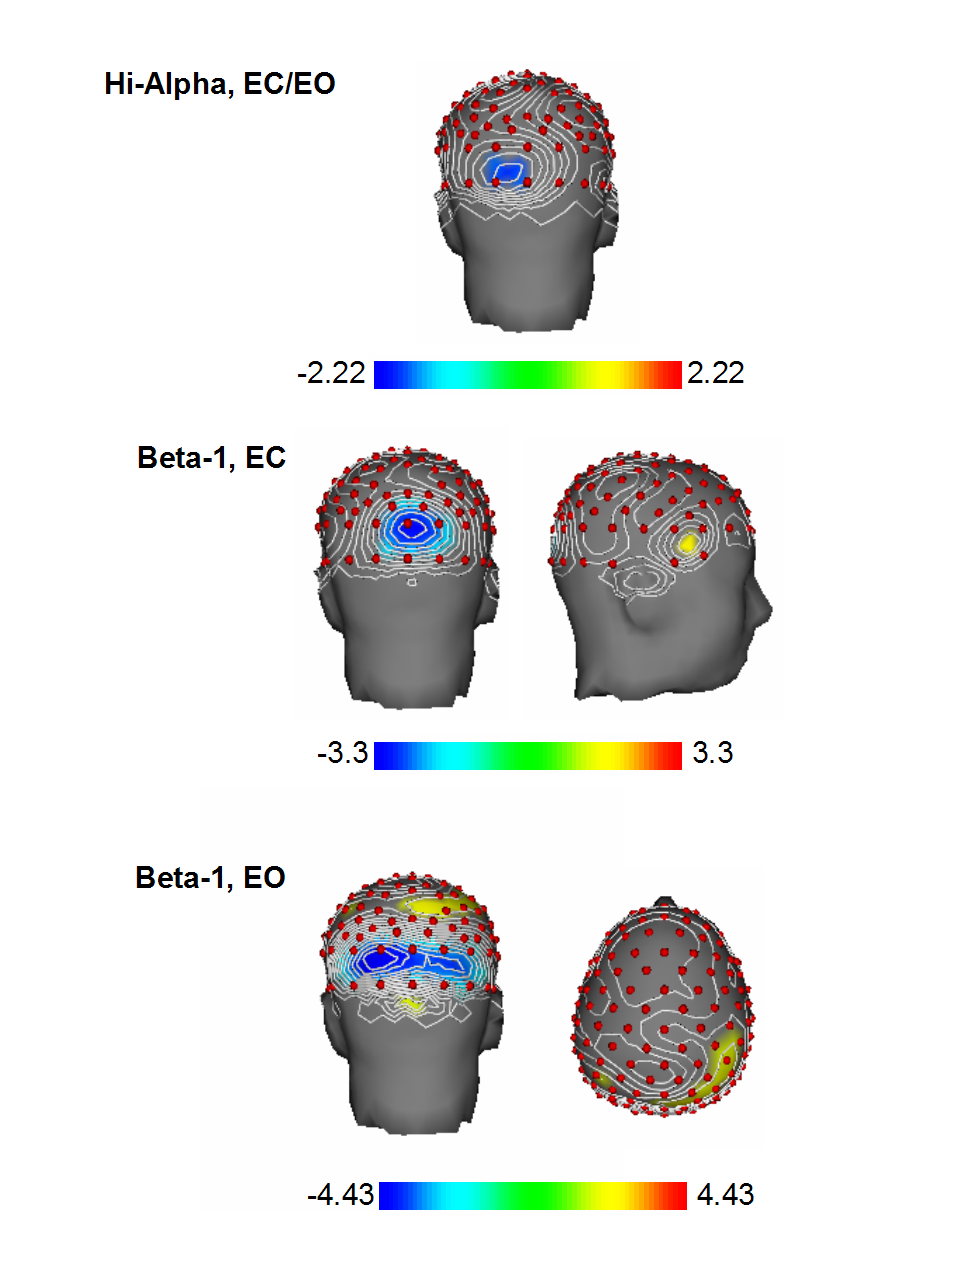 Hi-Alpha, EC/EO
-2.22 2.22
Beta-1, EC
-3.3 3.3
Beta-1, EO
-4.43 4.43